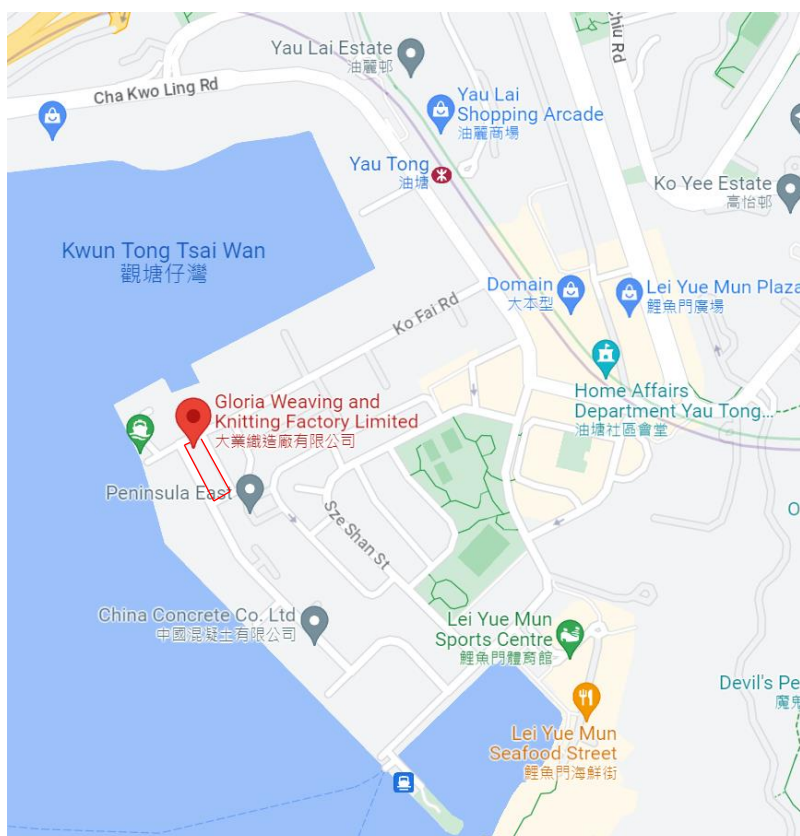 Yau Lai Estate
油麗邨
Chiu Rd
Cha Kwo Ling Rd
Yau Lai
Shopping Arcade
油麗商場
Yau Tong
油塘
Ko Yee Estate
高怡邨
Kwun Tong Tsai Wan
觀塘仔灣
Domain
大本型
Lei Yue Mun Plaza
鯉魚門廣場
Ko Fai Rd
Home Affairs
Department Yau Tong...
油塘社區會堂
Gloria Weaving and
Knitting Factory Limited
大業織造廠有限公司
Peninsula East
Sze Shan St
China Concrete Co. Ltd
中國混凝土有限公司
Lei Yue Mun
Sports Centre
鯉魚門體育館
Devil's Pe
魔鬼
Lei Yue Mun
Seafood Street
鯉魚門海鮮街